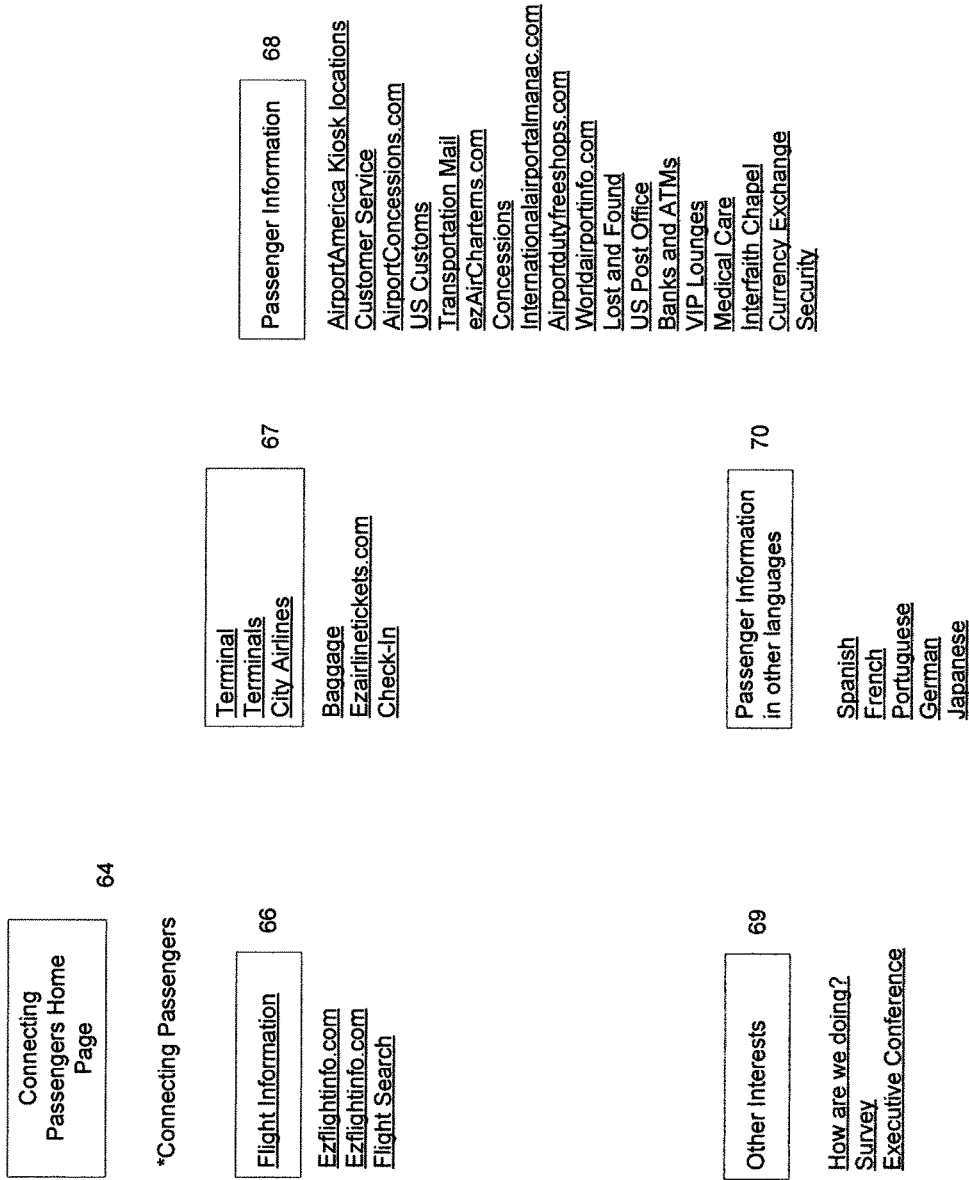 Connecting
Passengers Home
Page
64
*Connecting Passengers
Flight Information
66
Ezflightinfo.com
Ezflightinfo.com
Flight Search
Terminal
Terminals
City Airlines
67
Baggage
Ezairlinetickets.com
Check-In
Passenger Information
68
AirportAmerica Kiosk locations
Customer Service
AirportConcessions.com
US Customs
Transportation Mail
ezAirCharterns.com
Concessions
Internationalairportalmanac.com
Airportdutyfreeshops.com
Worldairportinfo.com
Lost and Found
US Post Office
Banks and ATMs
VIP Lounges
Medical Care
Interfaith Chapel
Currency Exchange
Security
Other Interests
69
How are we doing?
Survey
Executive Conference
Passenger Information
in other languages
70
Spanish
French
Portuguese
German
Japanese